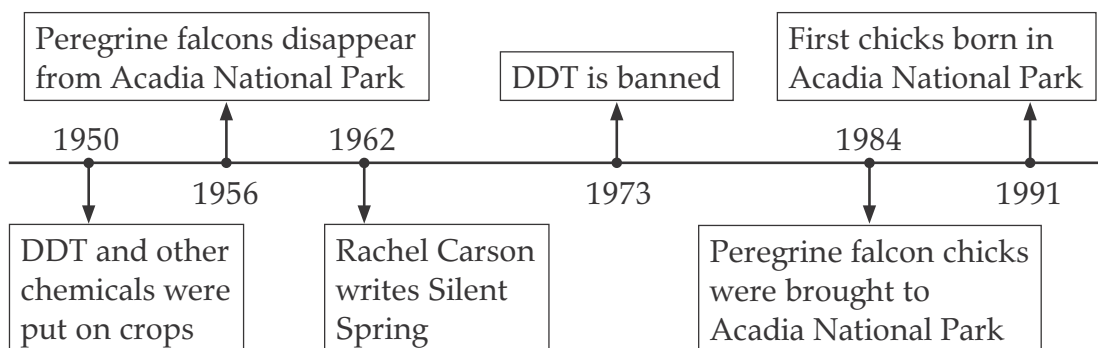 Peregrine falcons disappear
from Acadia National Park
DDT is banned
First chicks born in
Acadia National Park
1950
1962
1984
1956
1973
1991
DDT and other
chemicals were
put on crops
Rachel Carson
writes Silent
Spring
Peregrine falcon chicks
were brought to
Acadia National Park